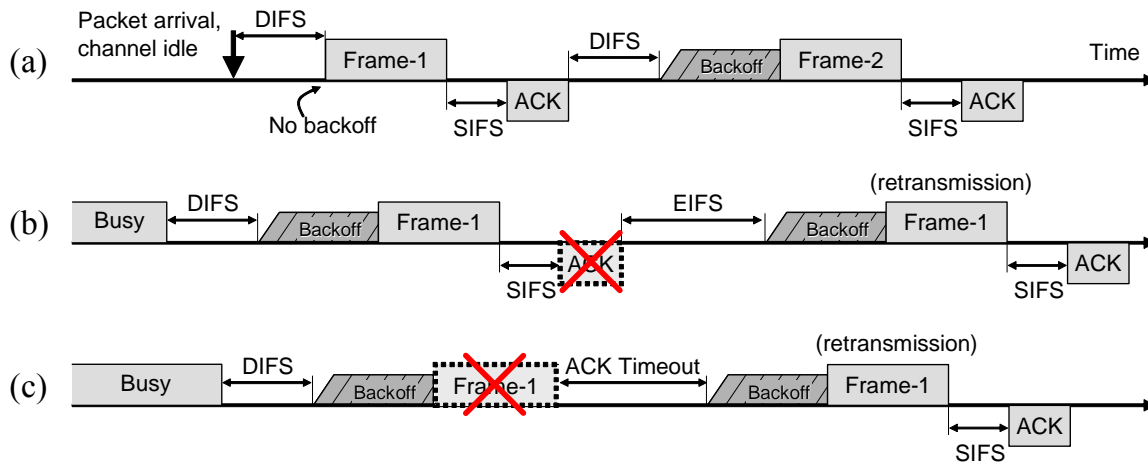 Packet arrival,
channel idle
DIFS
DIFS
Time
(a)
Frame-1
Backoff
Frame-2
ACK
ACK
SIFS
SIFS
No backoff
(retransmission)
DIFS
EIFS
(b)
Busy
Backoff
Frame-1
Backoff
Frame-1
ACK
ACK
SIFS
SIFS
(retransmission)
DIFS
ACK Timeout
(c)
Busy
Backoff
Frame-1
Backoff
Frame-1
ACK
SIFS